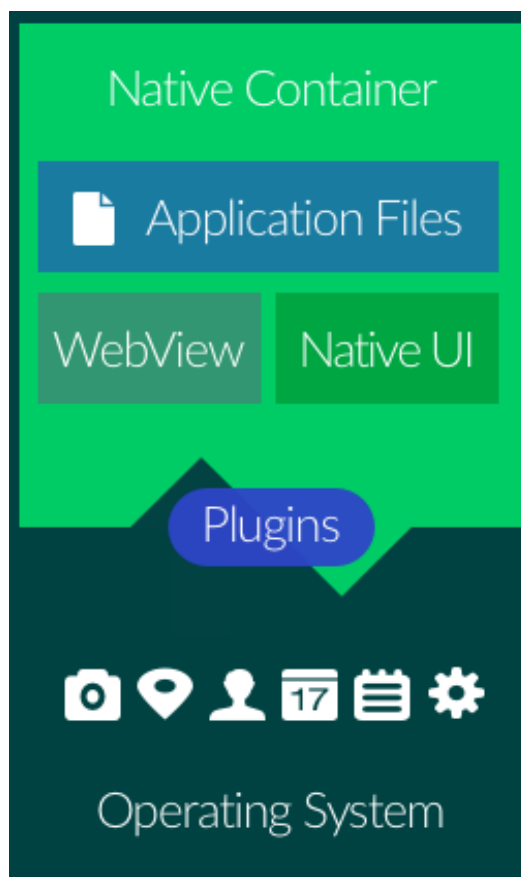 Native Container
Application Files
WebView
Native UI
Plugins
17
Operating System